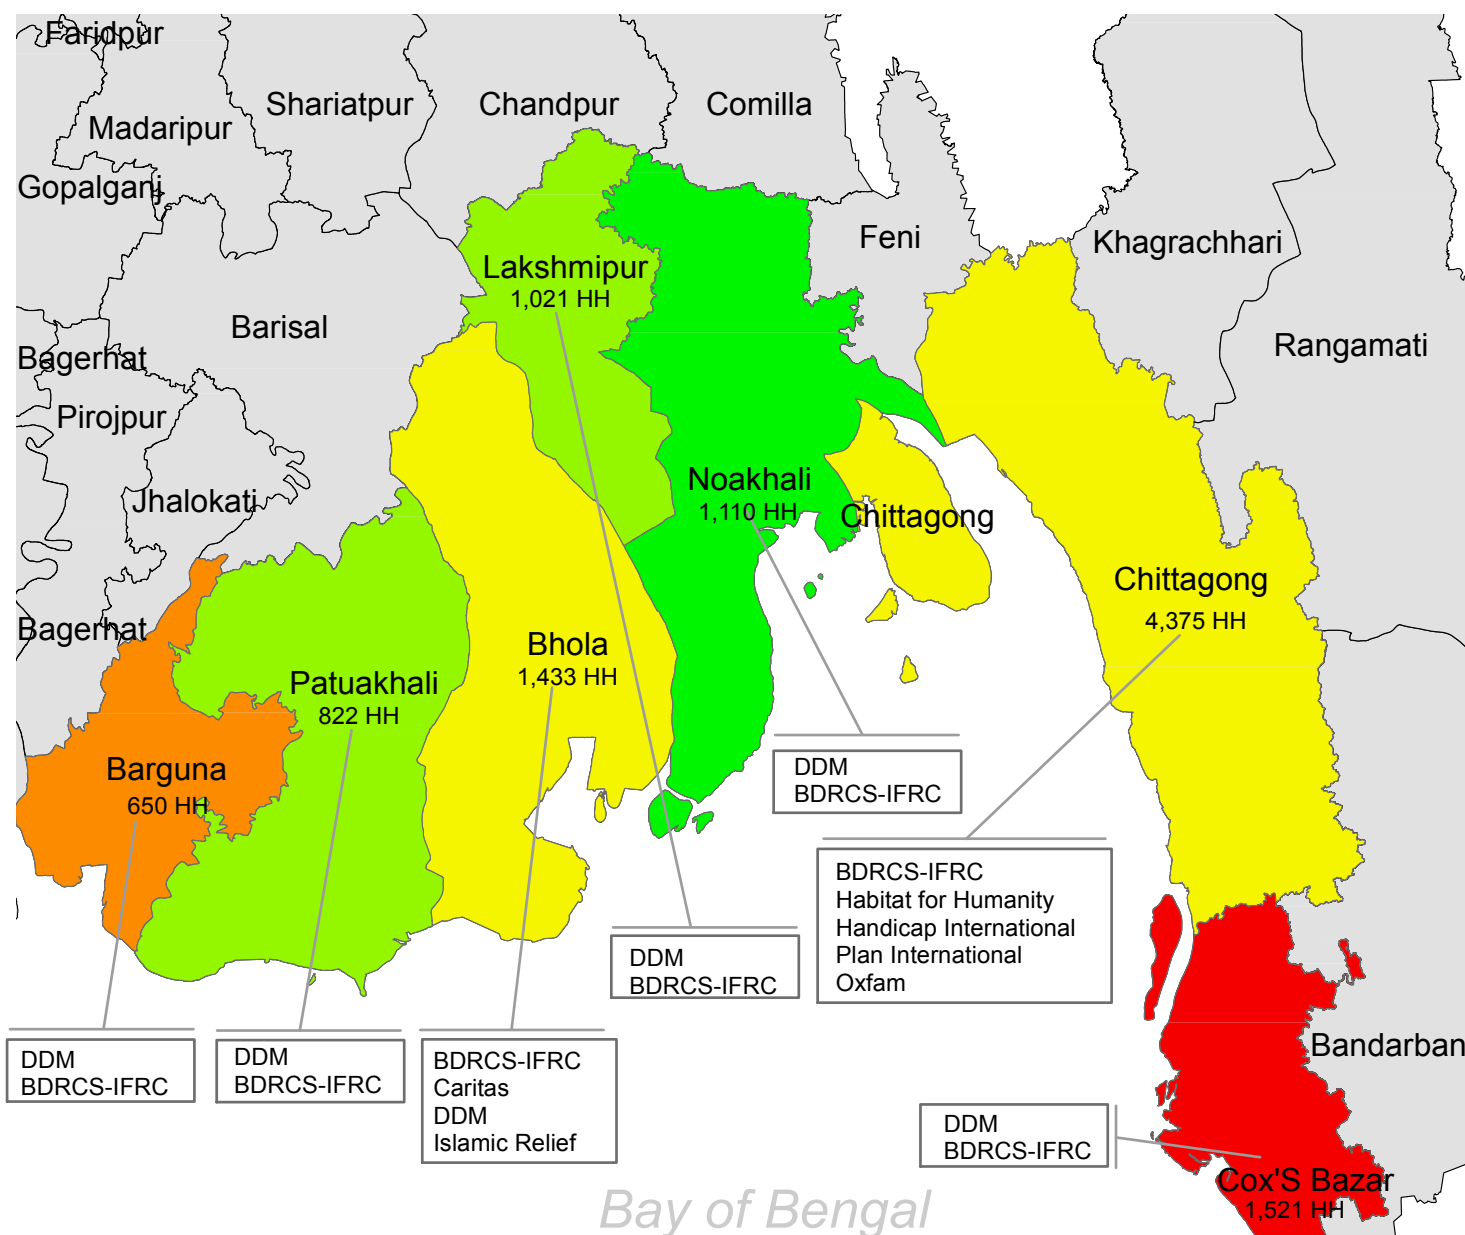 Faridpur
Shariatpur
Chandpur
Comilla
Madaripur
Gopalganj
Feni
Khagrachhari
Lakshmipur
1,021 HH
Barisal
Rangamati
Bagerhat
Pirojpur
Noakhali
1,110 HH
Jhalokati
Chittagong
Chittagong
4,375 HH
Bagerhat
Bhola
1,433 HH
Patuakhali
822 HH
Barguna
650 HH
DDM
BDRCS-IFRC
BDRCS-IFRC
Habitat for Humanity
Handicap International
Plan International
Oxfam
DDM
BDRCS-IFRC
DDM
BDRCS-IFRC
DDM
BDRCS-IFRC
BDRCS-IFRC
Caritas
DDM
Islamic Relief
Bandarban
DDM
BDRCS-IFRC
Cox'S Bazar
1,521 HH
Bay of Bengal